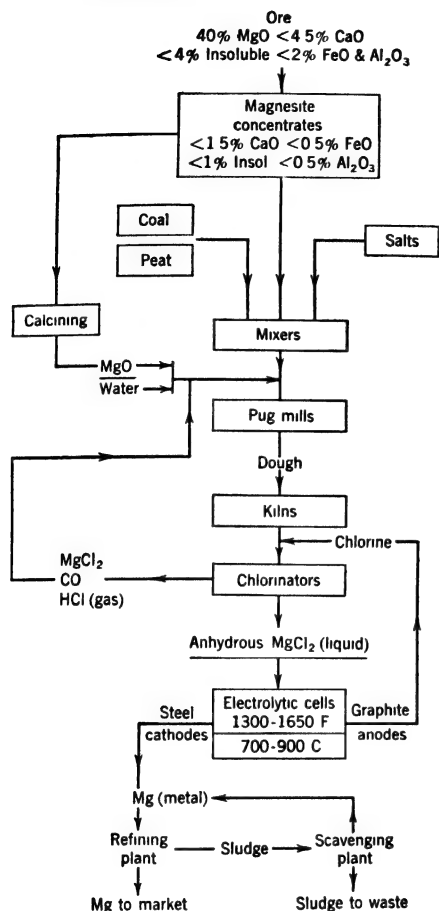 Ore
40% MgO <4 5% CaO
<4% Insoluble <2% FeO & Al₂O₃
Magnesite
concentrates
<1 5% CaO <0 5% FeO
<1% Insol <0 5% Al₂O₃
Coal
Peat
Salts
Calcining
Mixers
MgO
Water
Pug mills
Dough
Kilns
Chlorine
MgCl₂
CO
HCl (gas)
Chlorinators
Anhydrous MgCl₂ (liquid)
Steel
cathodes
Electrolytic cells
1300-1650 F
700-900 C
Graphite
anodes
Mg (metal)
Refining
plant
Sludge
Scavenging
plant
Mg to market
Sludge to waste